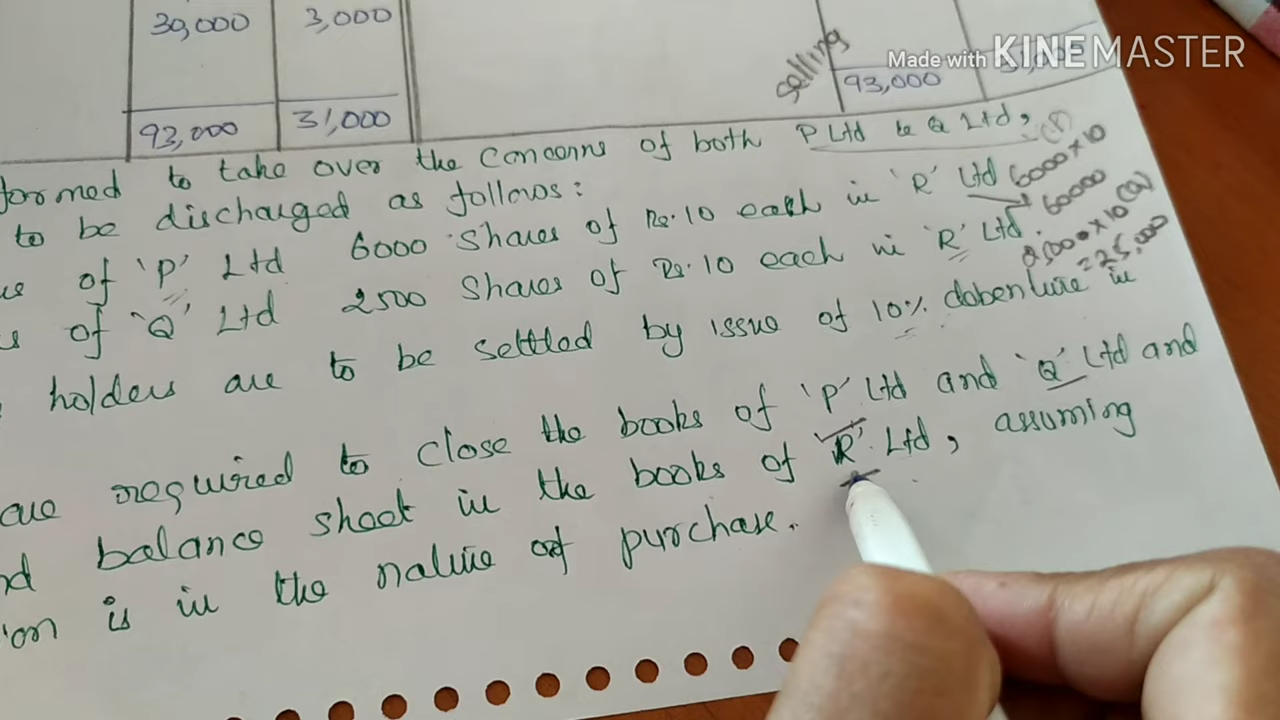 30,000 3,000
selling
Made with KINEMASTER
93,000
93,000 31,000
formed to take over the concerns of both P Ltd & Q Ltd,
to be discharged as follows:
of 'P' Ltd 6000 shares of Rs.10 each in 'R' Ltd 6000×10
60000
of 'Q' Ltd 2500 shares of Rs.10 each in 'R' Ltd.
= 25,000
holders are to be settled by issue of 10% debenture in
are required to close the books of 'P' Ltd and 'Q' Ltd and
balance sheet in the books of 'R' Ltd, assuming
is in the nature of purchase.